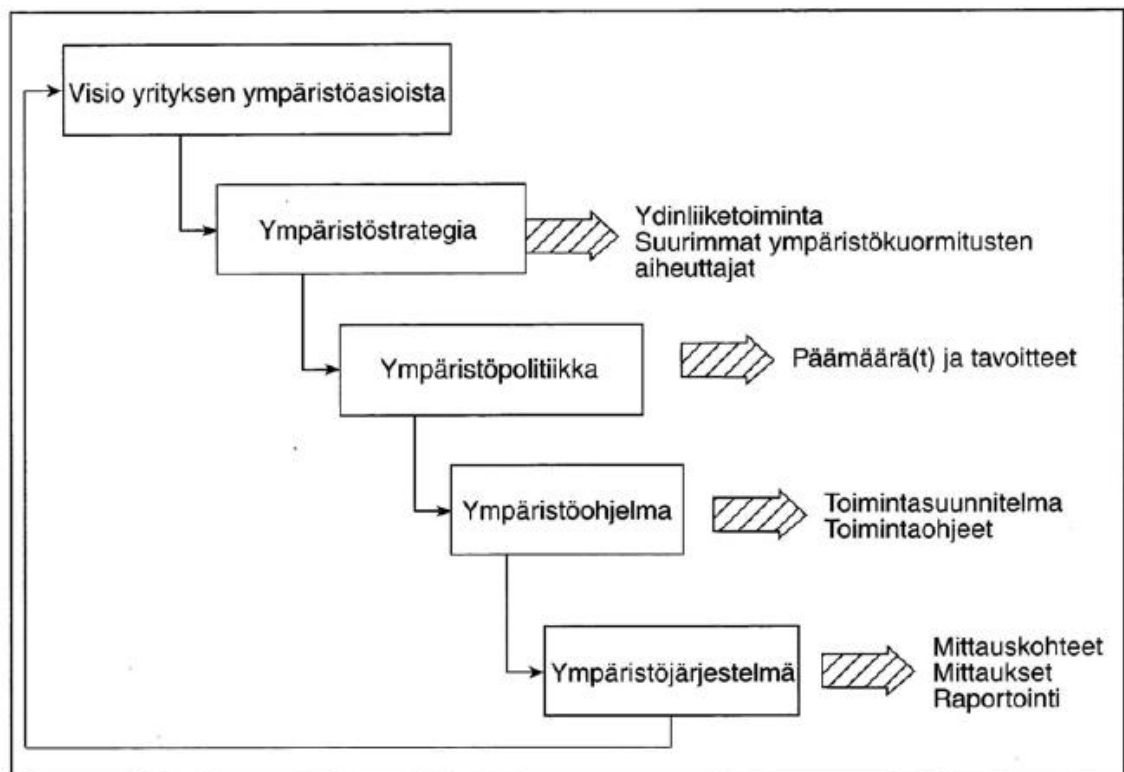 Visio yrityksen ympäristöasioista
Ympäristöstrategia
Ydinliiketoiminta
Suurimmat ympäristökuormitusten
aiheuttajat
Ympäristöpolitiikka
Päämäärä(t) ja tavoitteet
Ympäristöohjelma
Toimintasuunnitelma
Toimintaohjeet
Ympäristöjärjestelmä
Mittauskohteet
Mittaukset
Raportointi